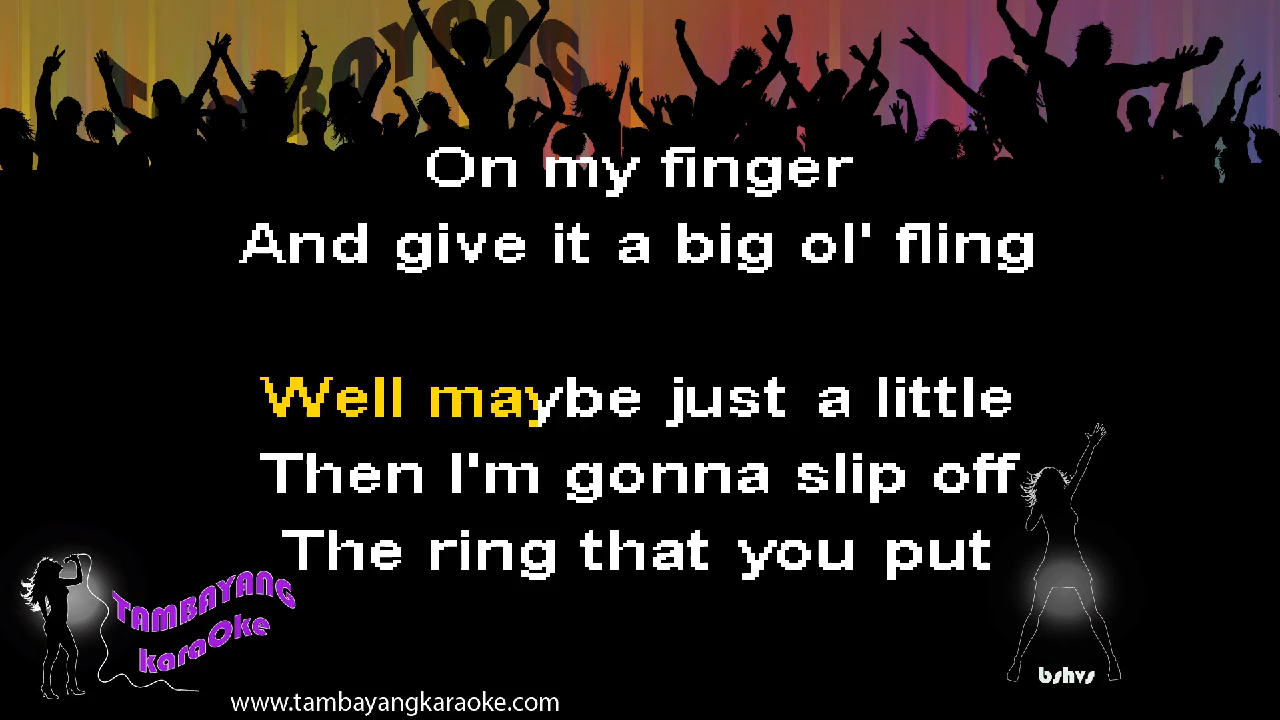 TAMBAYANG
On my finger
And give it a big ol' fling
Well maybe just a little
Then I'm gonna slip off
The ring that you put
TAMBAYANG
karaOke
bshvs
www.tambayangkaraoke.com